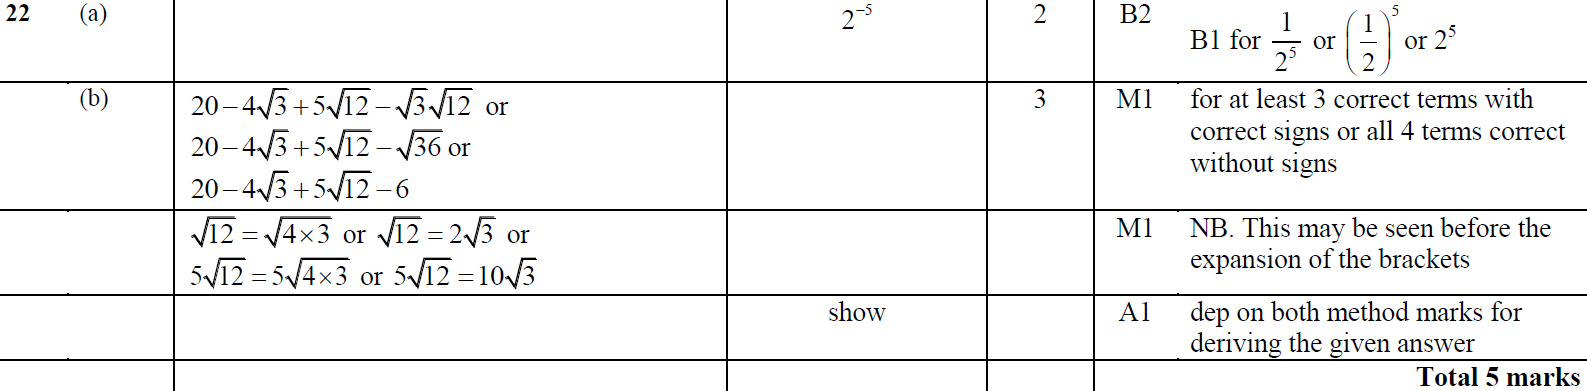 22 (a) 2⁻⁵ 2 B2 B1 for 1/2⁵ or (1/2)⁵ or 2⁵
(b) 20 – 4√3 + 5√12 – √3√12 or 3 M1 for at least 3 correct terms with
20 – 4√3 + 5√12 – √36 or correct signs or all 4 terms correct
20 – 4√3 + 5√12 – 6 without signs
√12 = √4×3 or √12 = 2√3 or M1 NB. This may be seen before the
5√12 = 5√4×3 or 5√12 = 10√3 expansion of the brackets
show A1 dep on both method marks for
deriving the given answer
Total 5 marks